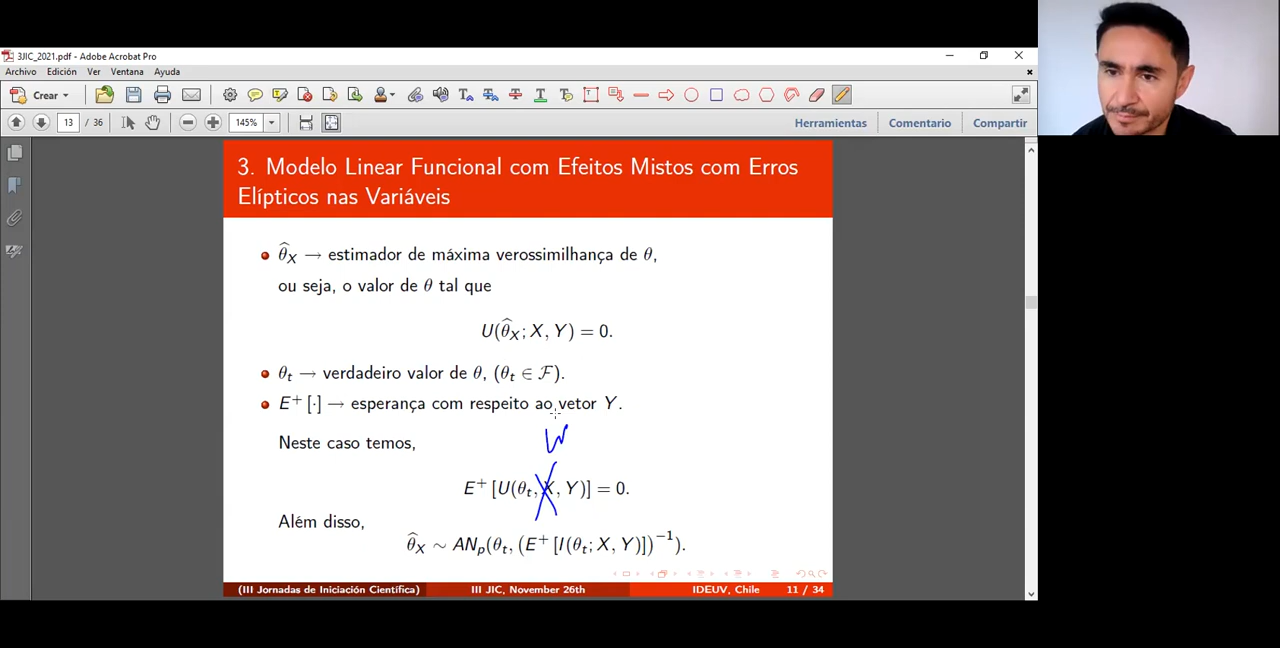 3JIC_2021.pdf - Adobe Acrobat Pro
Archivo Edición Ver Ventana Ayuda
Crear
13 / 36 145% Herramientas Comentario Compartir
3. Modelo Linear Funcional com Efeitos Mistos com Erros
Elípticos nas Variáveis
θ̂_X → estimador de máxima verossimilhança de θ,
ou seja, o valor de θ tal que
U(θ̂_X; X, Y) = 0.
θ_t → verdadeiro valor de θ, (θ_t ∈ ℱ).
E⁺ [·] → esperança com respeito ao vetor Y.
Neste caso temos,
W
E⁺ [U(θ_t, X, Y)] = 0.
Além disso,
θ̂_X ∼ AN_p(θ_t, (E⁺ [I(θ_t; X, Y)])⁻¹).
(III Jornadas de Iniciación Científica) III JIC, November 26th IDEUV, Chile 11 / 34